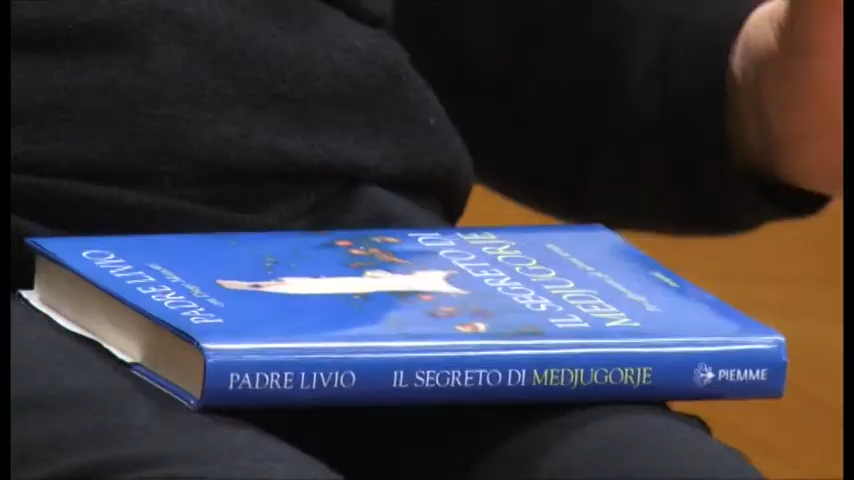 IL SEGRETO DI
MEDJUGORJE
PADRE LIVIO
PADRE LIVIO IL SEGRETO DI MEDJUGORJE PIEMME